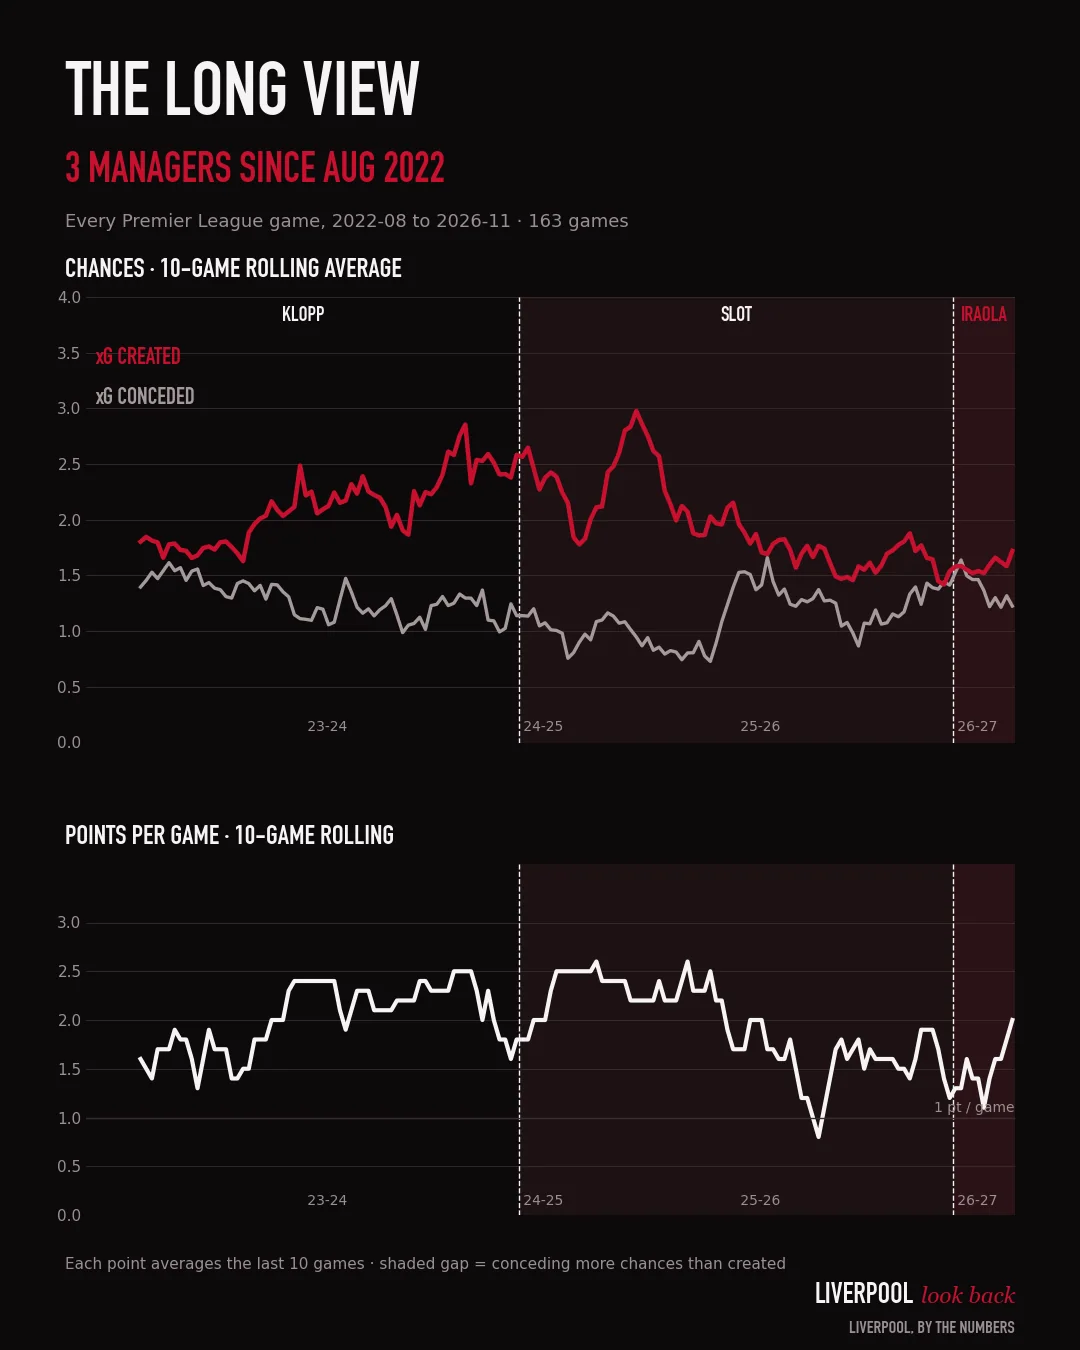 THE LONG VIEW
3 MANAGERS SINCE AUG 2022
Every Premier League game, 2022-08 to 2026-11 · 163 games
CHANCES · 10-GAME ROLLING AVERAGE
4.0
KLOPP
SLOT
IRAOLA
3.5
xG CREATED
xG CONCEDED
3.0
2.5
2.0
1.5
1.0
0.5
23-24
24-25
25-26
26-27
0.0
POINTS PER GAME · 10-GAME ROLLING
3.0
2.5
2.0
1.5
1 pt / game
1.0
0.5
23-24
24-25
25-26
26-27
0.0
Each point averages the last 10 games · shaded gap = conceding more chances than created
LIVERPOOL look back
LIVERPOOL, BY THE NUMBERS